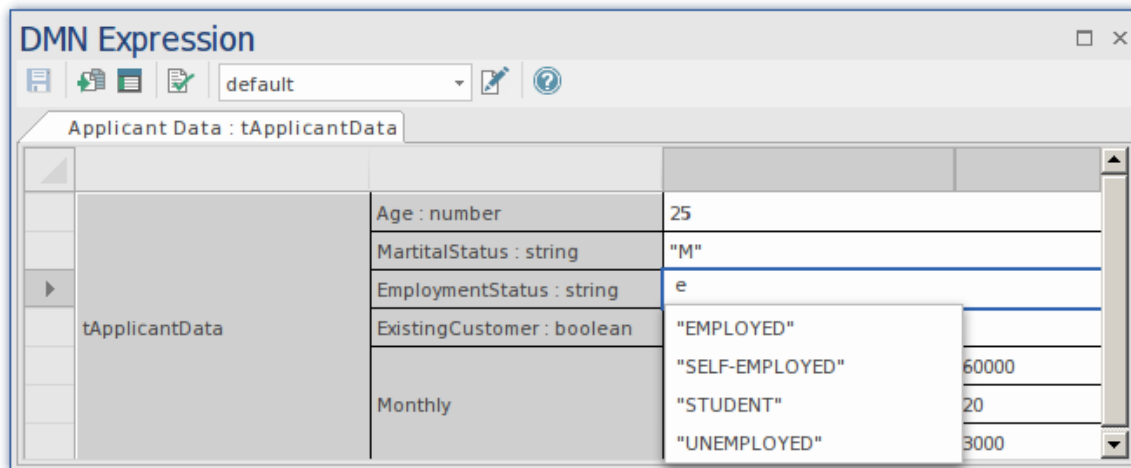 DMN Expression
default
Applicant Data : tApplicantData
tApplicantData
Age : number
25
MartitalStatus : string
"M"
EmploymentStatus : string
e
ExistingCustomer : boolean
"EMPLOYED"
"SELF-EMPLOYED"
"STUDENT"
"UNEMPLOYED"
Monthly
60000
20
3000